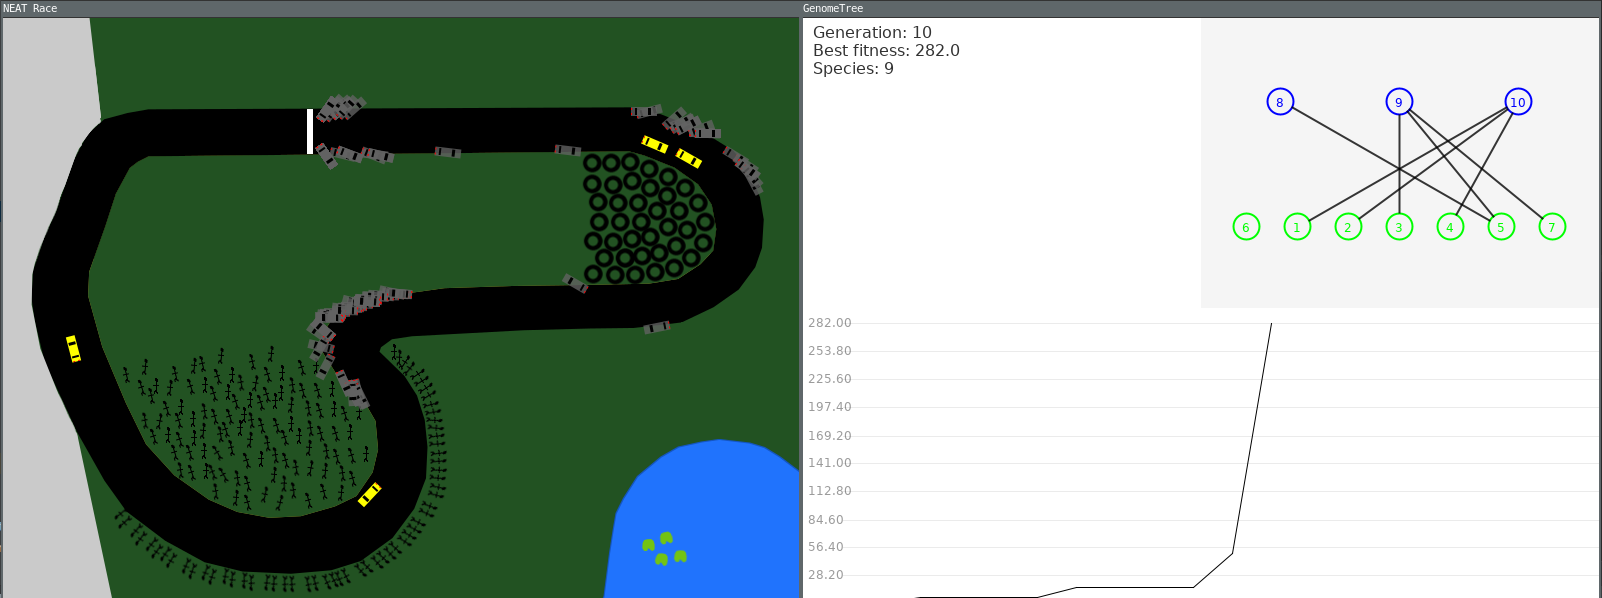 NEAT Race
GenomeTree
Generation: 10
Best fitness: 282.0
Species: 9
8 9 10
6 1 2 3 4 5 7
282.00
253.80
225.60
197.40
169.20
141.00
112.80
84.60
56.40
28.20